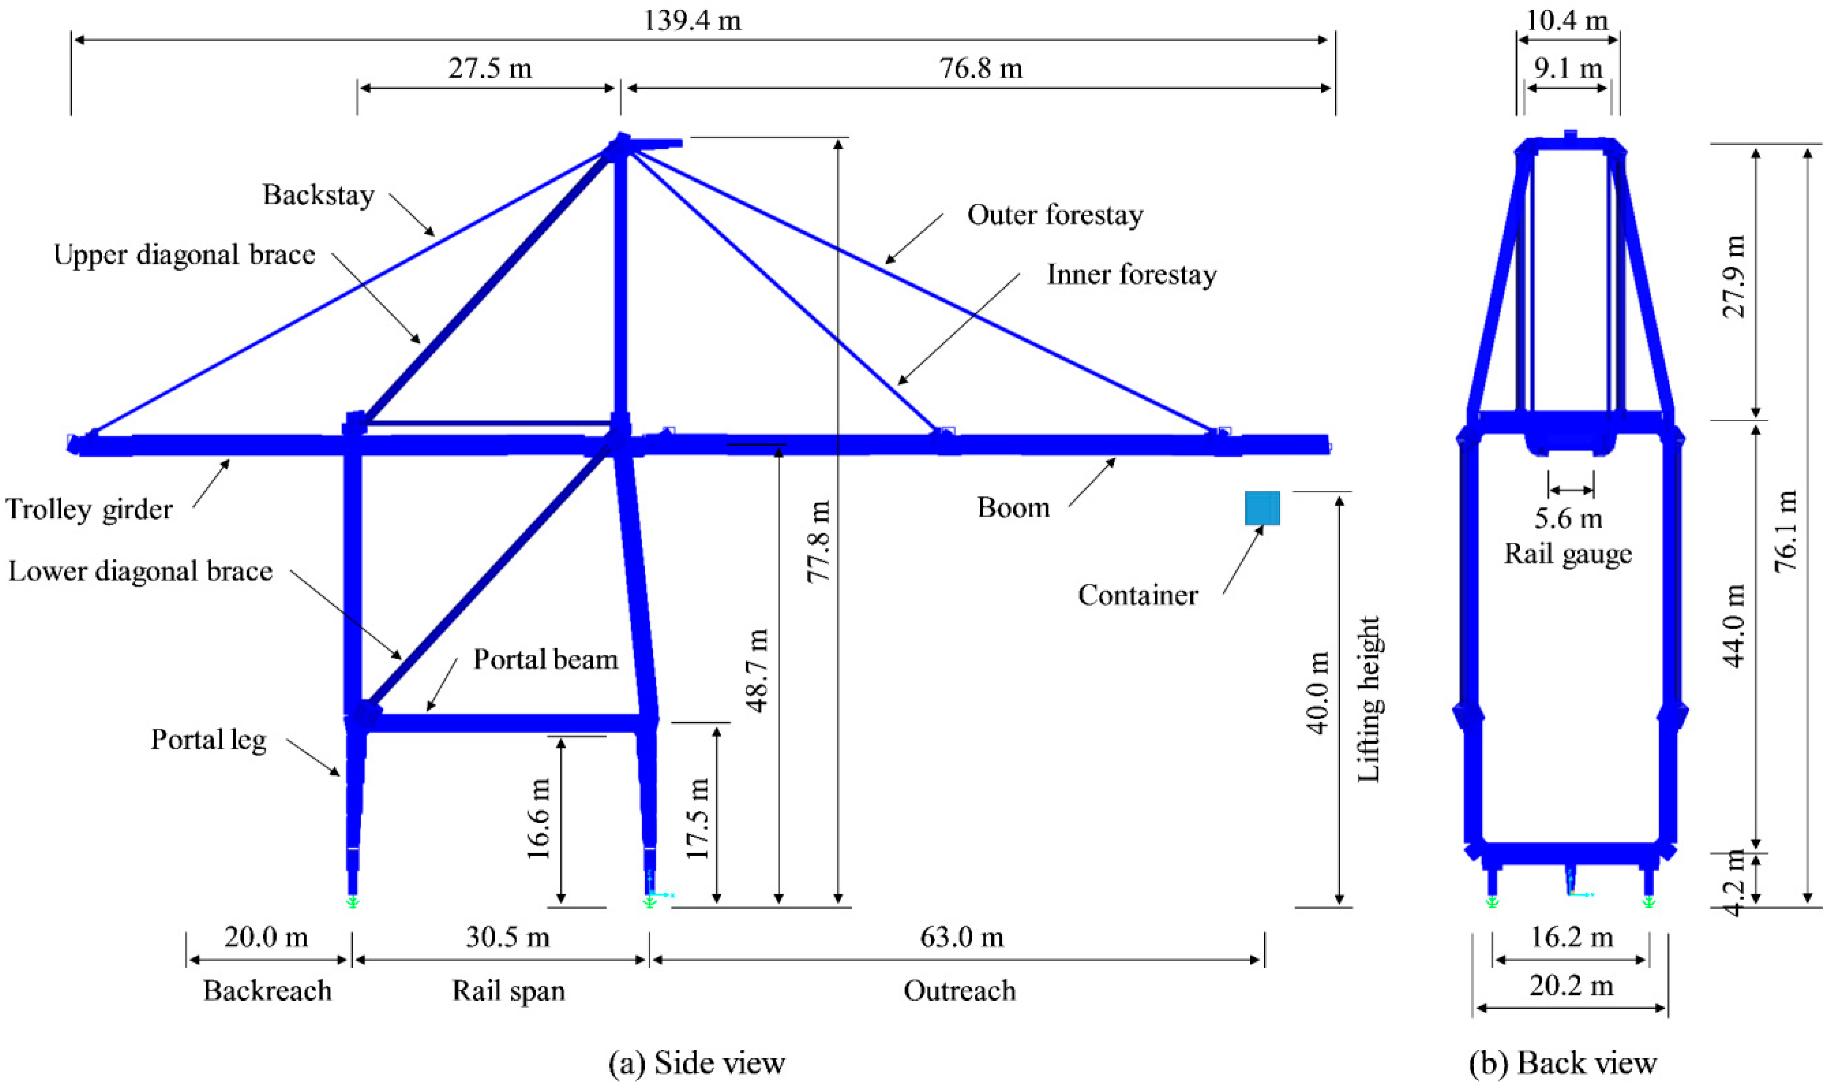 139.4 m
10.4 m
27.5 m
76.8 m
9.1 m
Backstay
Outer forestay
Upper diagonal brace
Inner forestay
27.9 m
Trolley girder
Boom
5.6 m
Rail gauge
77.8 m
76.1 m
Lower diagonal brace
Container
44.0 m
Portal beam
48.7 m
40.0 m
Lifting height
Portal leg
16.6 m
17.5 m
4.2 m
20.0 m
30.5 m
63.0 m
16.2 m
Backreach
Rail span
Outreach
20.2 m
(a) Side view
(b) Back view